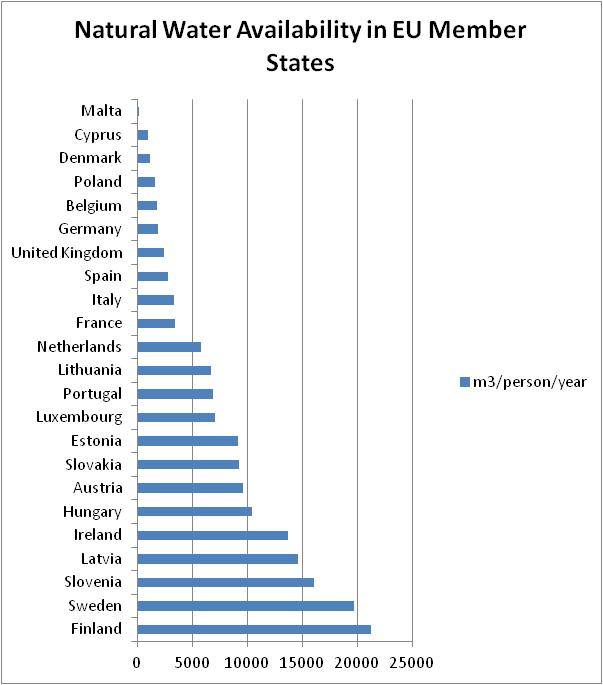 Natural Water Availability in EU Member
States
Malta
Cyprus
Denmark
Poland
Belgium
Germany
United Kingdom
Spain
Italy
France
Netherlands
Lithuania
Portugal
Luxembourg
Estonia
Slovakia
Austria
Hungary
Ireland
Latvia
Slovenia
Sweden
Finland
m3/person/year
0 5000 10000 15000 20000 25000